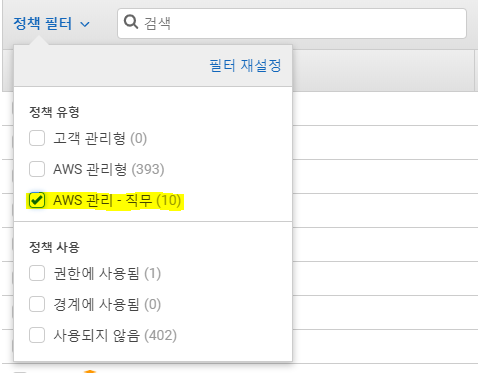 정책 필터
검색
필터 재설정
정책 유형
고객 관리형 (0)
AWS 관리형 (393)
AWS 관리 - 직무 (10)
정책 사용
권한에 사용됨 (1)
경계에 사용됨 (0)
사용되지 않음 (402)